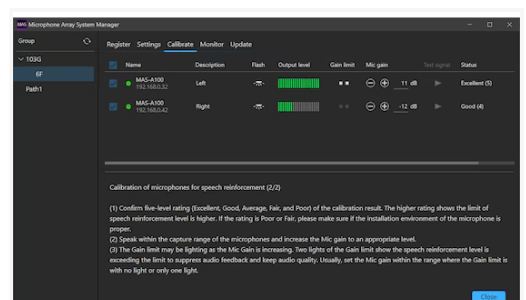 MAS Microphone Array System Manager
Group
Register Settings Calibrate Monitor Update
103G
6F
Path1
Name Description Flash Output level Gain limit Mic gain Test signal Status
MAS-A100 Left 11 dB Excellent (5)
192.168.0.32
MAS-A100 Right -12 dB Good (4)
192.168.0.42
Calibration of microphones for speech reinforcement (2/2)
(1) Confirm five-level rating (Excellent, Good, Average, Fair, and Poor) of the calibration result. The higher rating shows the limit of
speech reinforcement level is higher. If the rating is Poor or Fair, please make sure if the installation environment of the microphone is
proper.
(2) Speak within the capture range of the microphones and increase the Mic gain to an appropriate level.
(3) The Gain limit may be lighting as the Mic Gain is increasing. Two lights of the Gain limit show the speech reinforcement level is
exceeding the limit to suppress audio feedback and keep audio quality. Usually, set the Mic gain within the range where the Gain limit is
with no light or only one light.
Close